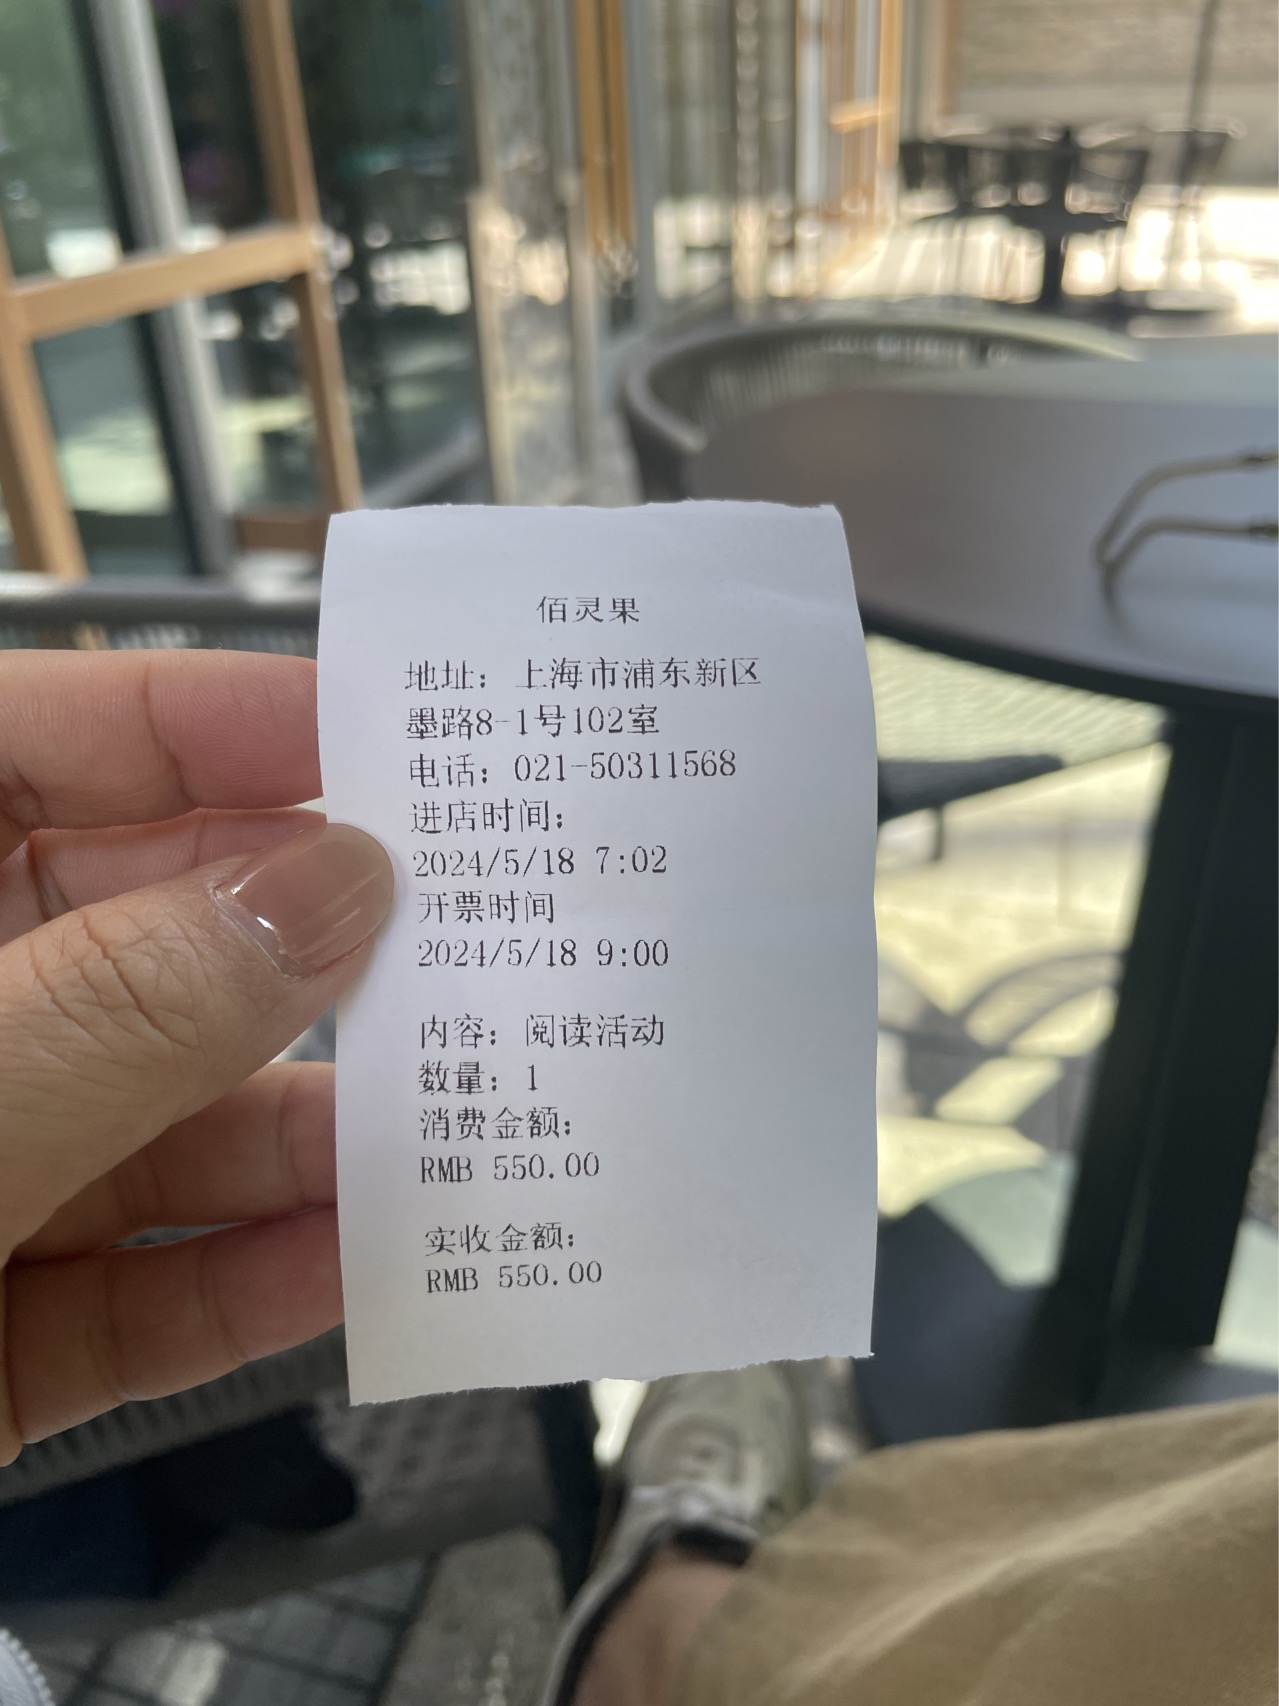 佰灵果
地址：上海市浦东新区
墨路8-1号102室
电话：021-50311568
进店时间：
2024/5/18 7:02
开票时间
2024/5/18 9:00
内容：阅读活动
数量：1
消费金额：
RMB 550.00
实收金额：
RMB 550.00